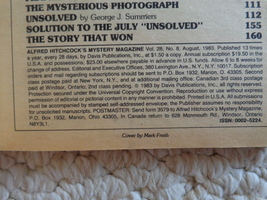 THE MYSTERIOUS PHOTOGRAPH 111
UNSOLVED by George J. Summers 112
SOLUTION TO THE JULY "UNSOLVED" 155
THE STORY THAT WON 160
ALFRED HITCHCOCK'S MYSTERY MAGAZINE Vol. 28, No. 8, August, 1983. Published 13 times
a year, every 28 days, by Davis Publications, Inc., at $1.50 a copy. Annual subscription $19.50 in the
U.S.A. and possessions, $23.00 elsewhere payable in advance in U.S. funds. Allow 6 to 8 weeks for
change of address. Editorial and Executive Offices, 380 Lexington Ave., N.Y., N.Y. 10017. Subscription
orders and mail regarding subscriptions should be sent to P.O. Box 1932, Marion, O. 43305. Second
class postage paid at New York, N.Y., and at additional mailing office. Canadian 3rd class postage
paid at Windsor, Ontario. © 1983 by Davis Publications, Inc., all rights reserved. Protection secured
under the Universal Copyright Convention. Reproduction or use without express permission of
editorial or pictorial content in any manner is prohibited. Printed in U.S.A. All submissions
must be accompanied by stamped self-addressed envelope; the Publisher assumes no responsibility
for unsolicited manuscripts. POSTMASTER: Send form 3579 to Alfred Hitchcock's Mystery Magazine,
P.O. Box 1932, Marion, Ohio 43305. In Canada return to 628 Monmouth Rd., Windsor, Ontario
N8Y3L1. ISSN: 0002-5224.
Cover by Mark